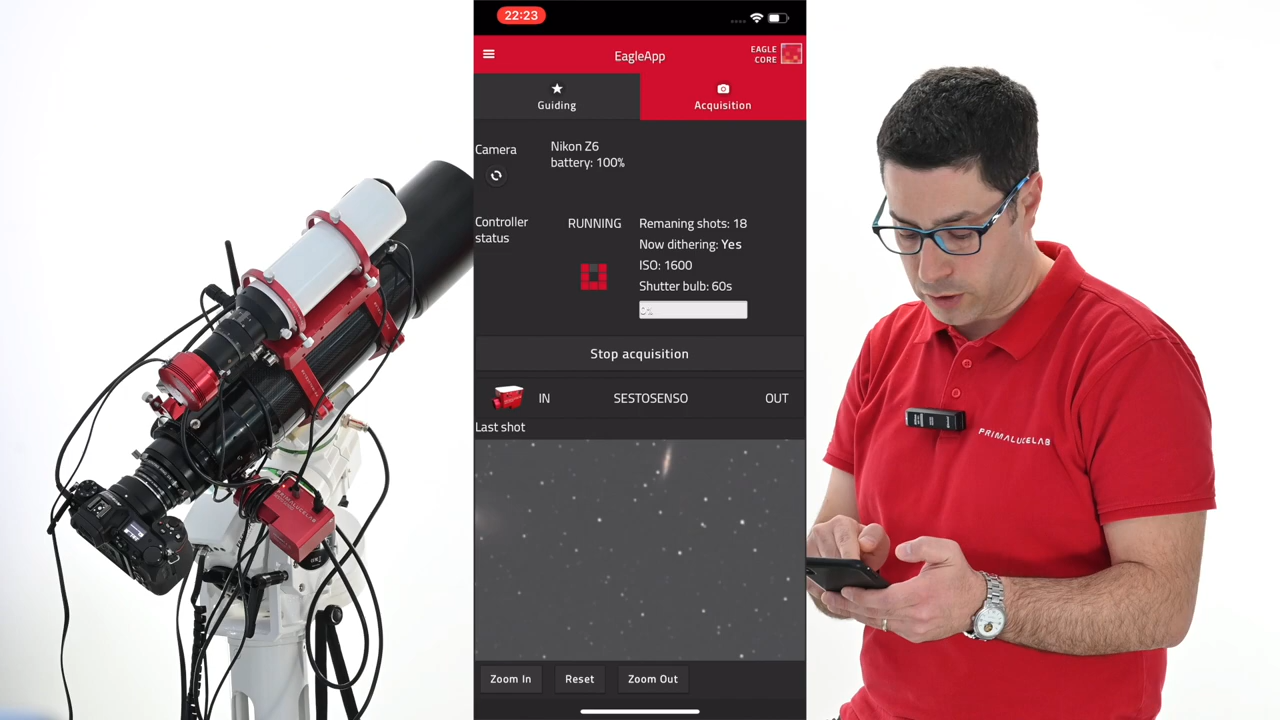 22:23
EagleApp
EAGLE
CORE
Guiding
Acquisition
Camera
Nikon Z6
battery: 100%
Controller
status
RUNNING
Remaning shots: 18
Now dithering: Yes
ISO: 1600
Shutter bulb: 60s
Stop acquisition
IN
SESTOSENSO
OUT
Last shot
Zoom In
Reset
Zoom Out
PRIMALUCELAB
PRIMALUCELAB